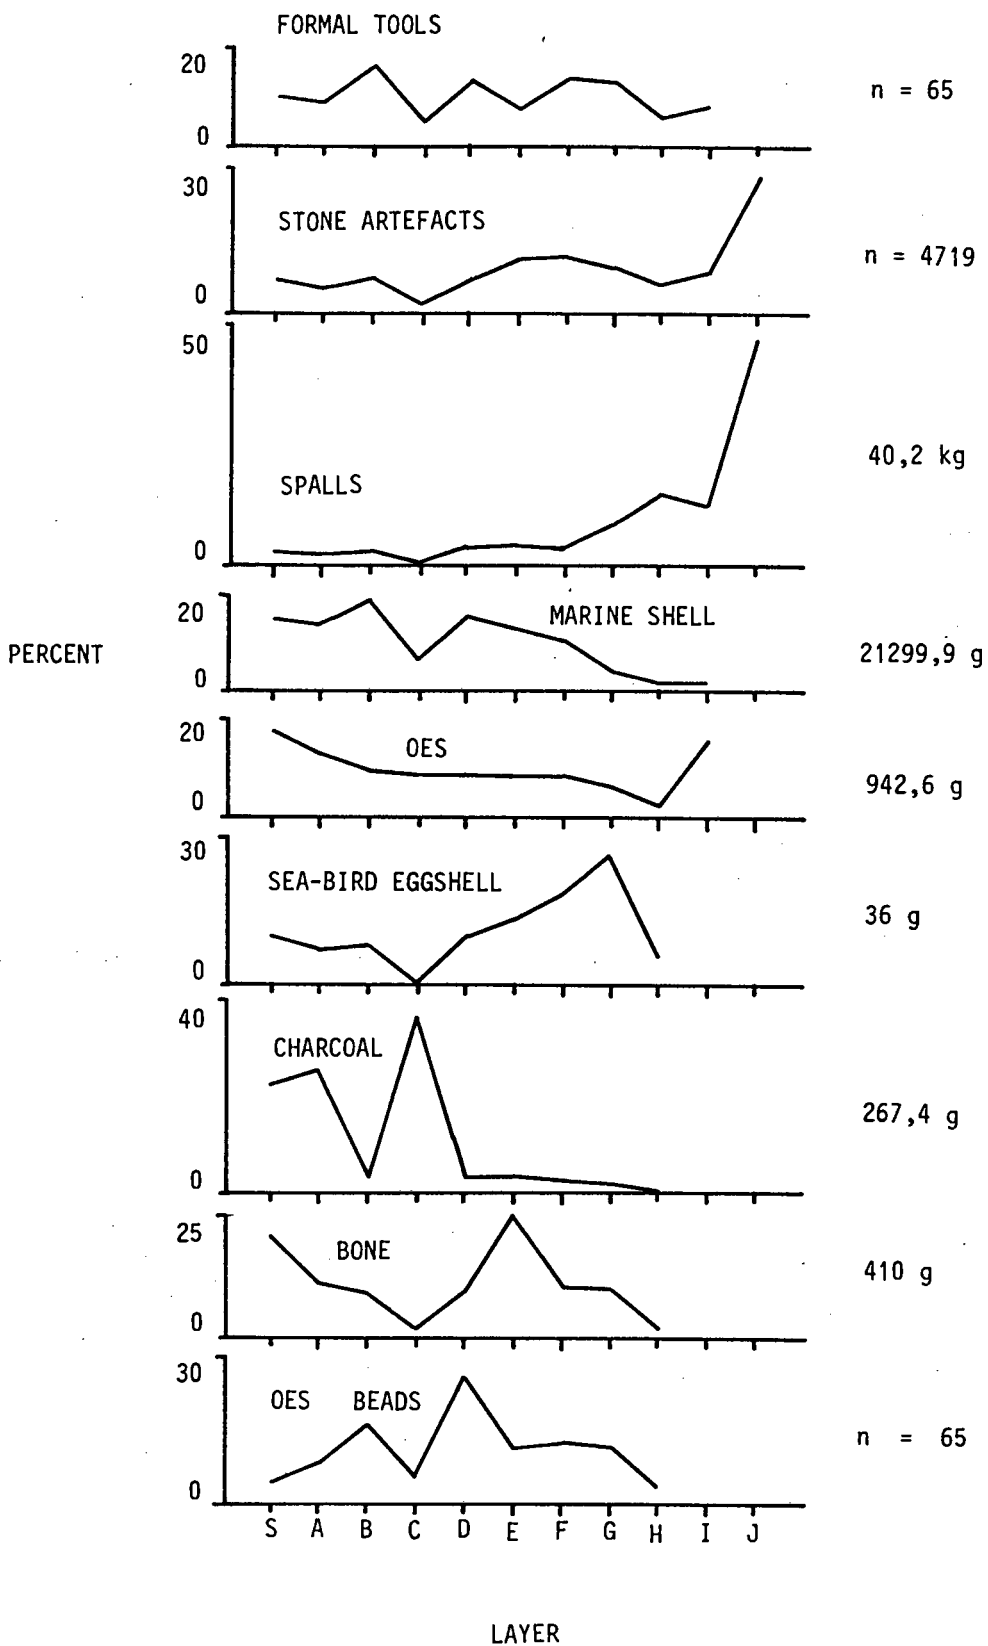 FORMAL TOOLS
20
0
n = 65
30
STONE ARTEFACTS
0
n = 4719
50
SPALLS
0
40,2 kg
20
MARINE SHELL
0
PERCENT
21299,9 g
20
OES
0
942,6 g
30
SEA-BIRD EGGSHELL
0
36 g
40
CHARCOAL
0
267,4 g
25
BONE
0
410 g
30
OES BEADS
0
n = 65
S A B C D E F G H I J
LAYER